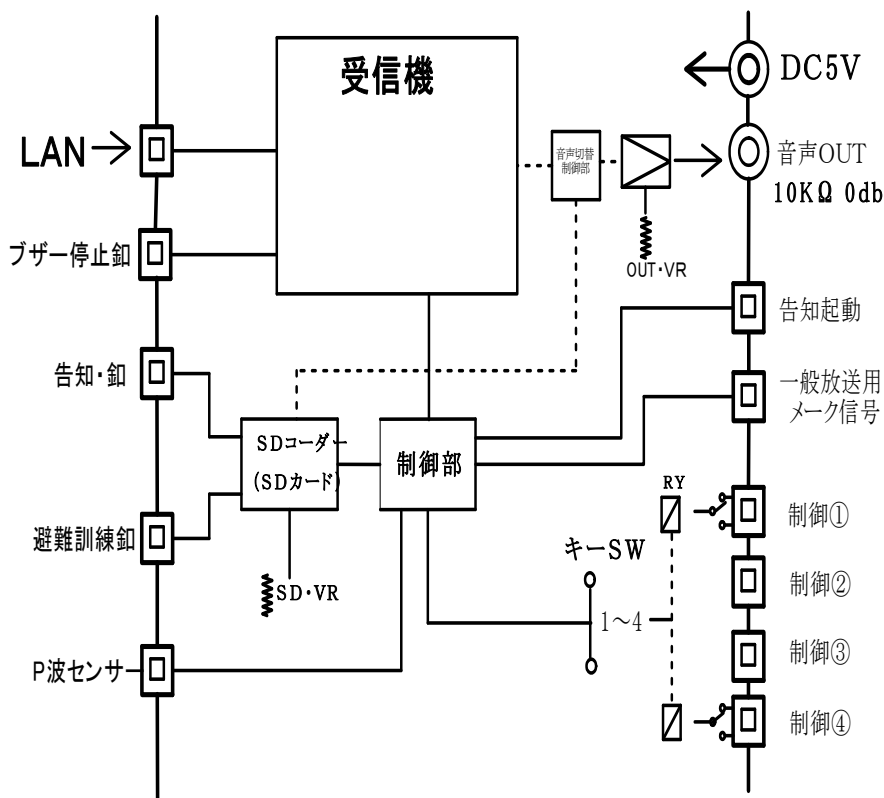 受信機
DC5V
LAN
音声切替
制御部
音声OUT
10KΩ 0db
ブザー停止釦
OUT・VR
告知起動
告知・釦
一般放送用
メーク信号
SDコーダー
(SDカード)
制御部
RY
制御①
避難訓練釦
キーSW
制御②
SD・VR
1～4
制御③
P波センサ
制御④